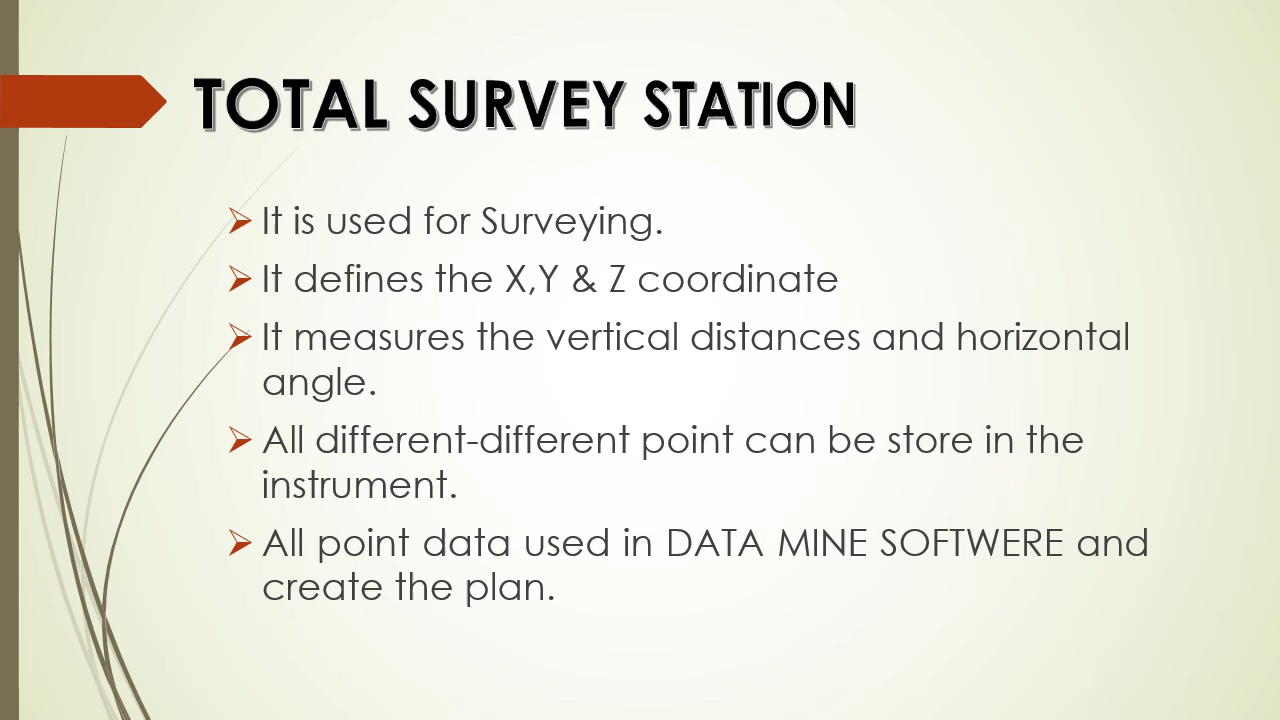 TOTAL SURVEY STATION
It is used for Surveying.
It defines the X,Y & Z coordinate
It measures the vertical distances and horizontal
angle.
All different-different point can be store in the
instrument.
All point data used in DATA MINE SOFTWERE and
create the plan.